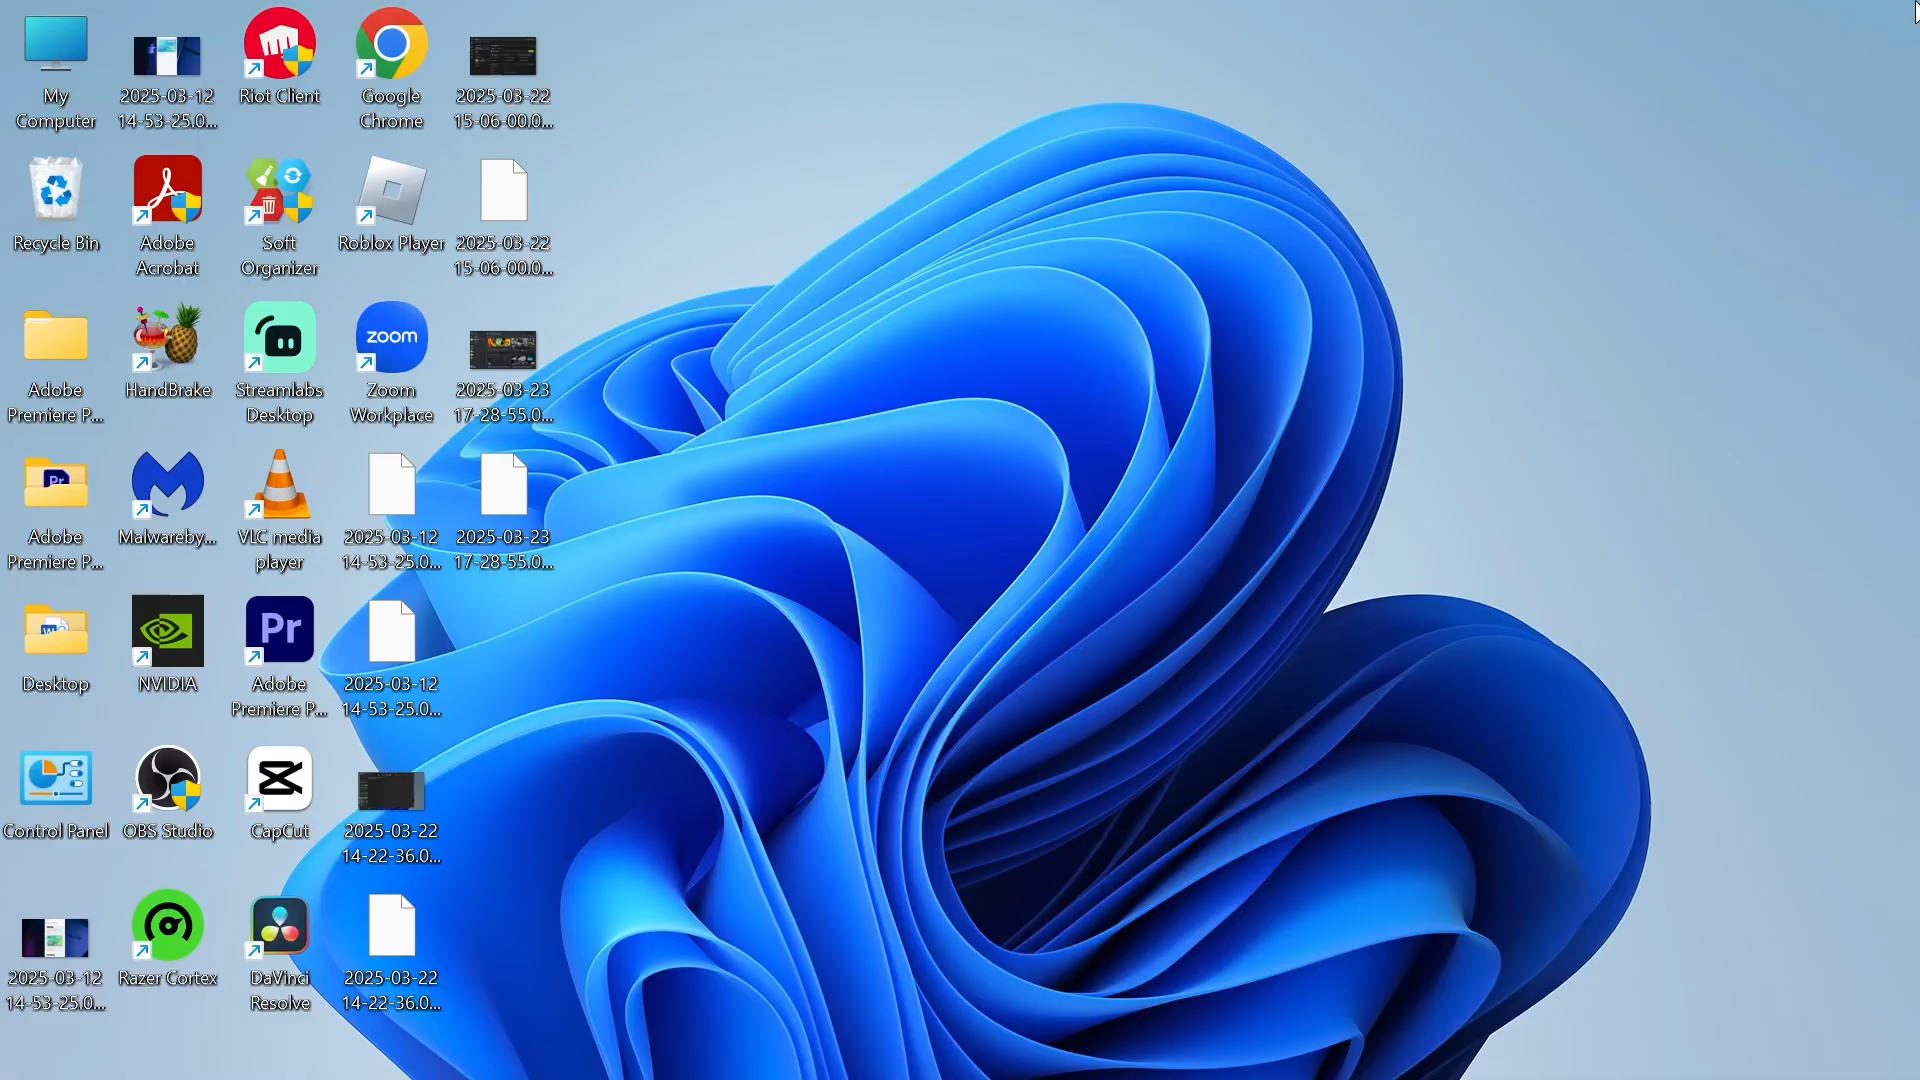 My
Computer
2025-03-12
14-53-25.0...
Riot Client
Google
Chrome
2025-03-22
15-06-00.0...
Recycle Bin
Adobe
Acrobat
Soft
Organizer
Roblox Player
2025-03-22
15-06-00.0...
Adobe
Premiere P...
HandBrake
Streamlabs
Desktop
zoom
Zoom
Workplace
2025-03-23
17-28-55.0...
Pr
Adobe
Premiere P...
Malwareby...
VLC media
player
2025-03-12
14-53-25.0...
2025-03-23
17-28-55.0...
W
Desktop
NVIDIA
Pr
Adobe
Premiere P...
2025-03-12
14-53-25.0...
Control Panel
OBS Studio
CapCut
2025-03-22
14-22-36.0...
2025-03-12
14-53-25.0...
Razer Cortex
DaVinci
Resolve
2025-03-22
14-22-36.0...